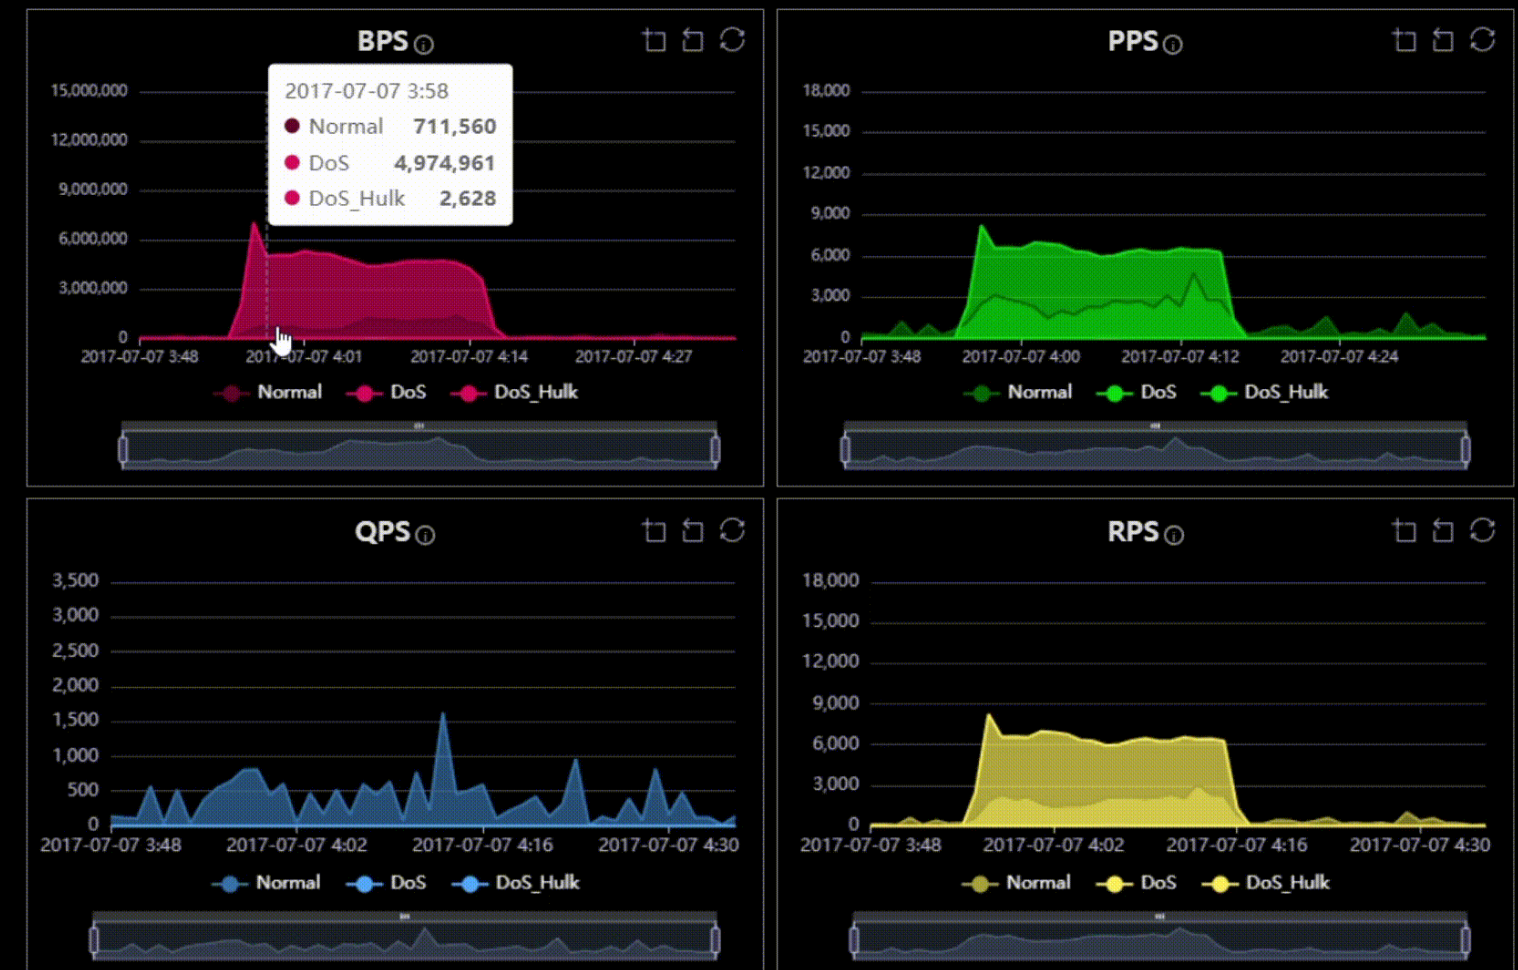 BPS
15,000,000
12,000,000
9,000,000
6,000,000
3,000,000
0
2017-07-07 3:58
Normal 711,560
DoS 4,974,961
DoS_Hulk 2,628
2017-07-07 3:48 2017-07-07 4:01 2017-07-07 4:14 2017-07-07 4:27
Normal DoS DoS_Hulk
PPS
18,000
15,000
12,000
9,000
6,000
3,000
0
2017-07-07 3:48 2017-07-07 4:00 2017-07-07 4:12 2017-07-07 4:24
Normal DoS DoS_Hulk
QPS
3,500
3,000
2,500
2,000
1,500
1,000
500
0
2017-07-07 3:48 2017-07-07 4:02 2017-07-07 4:16 2017-07-07 4:30
Normal DoS DoS_Hulk
RPS
18,000
15,000
12,000
9,000
6,000
3,000
0
2017-07-07 3:48 2017-07-07 4:02 2017-07-07 4:16 2017-07-07 4:30
Normal DoS DoS_Hulk